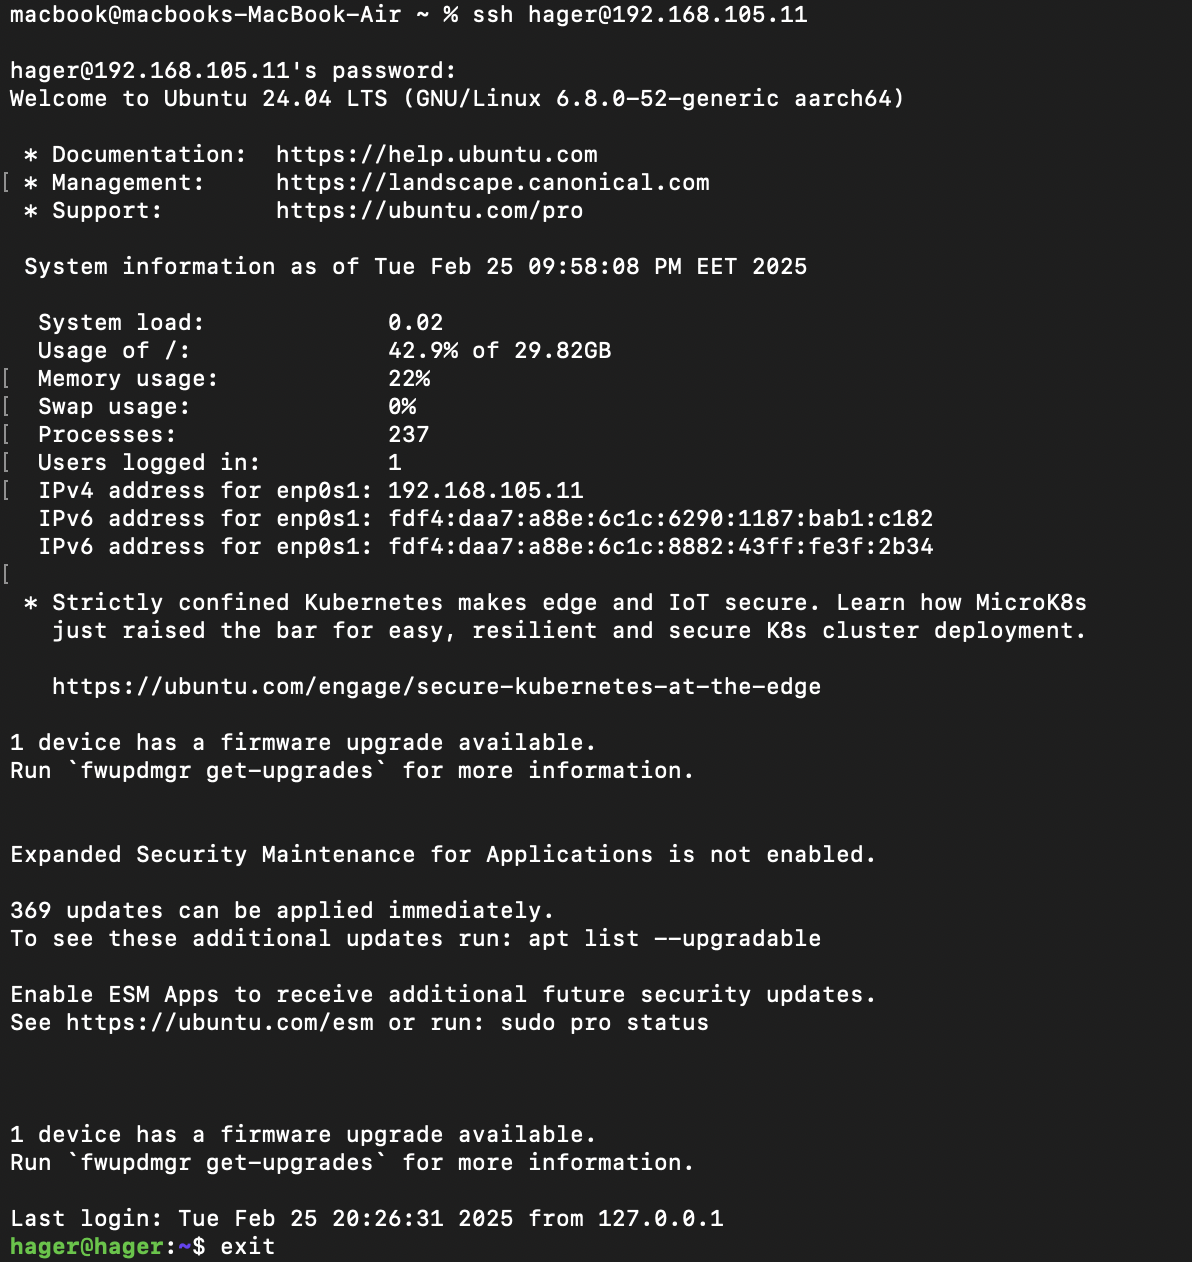 macbook@macbooks-MacBook-Air ~ % ssh hager@192.168.105.11
hager@192.168.105.11's password:
Welcome to Ubuntu 24.04 LTS (GNU/Linux 6.8.0-52-generic aarch64)
* Documentation:  https://help.ubuntu.com
[ * Management:     https://landscape.canonical.com
* Support:        https://ubuntu.com/pro
System information as of Tue Feb 25 09:58:08 PM EET 2025
System load:             0.02
Usage of /:              42.9% of 29.82GB
[ Memory usage:            22%
[ Swap usage:              0%
[ Processes:               237
[ Users logged in:         1
[ IPv4 address for enp0s1: 192.168.105.11
IPv6 address for enp0s1: fdf4:daa7:a88e:6c1c:6290:1187:bab1:c182
IPv6 address for enp0s1: fdf4:daa7:a88e:6c1c:8882:43ff:fe3f:2b34
[
* Strictly confined Kubernetes makes edge and IoT secure. Learn how MicroK8s
just raised the bar for easy, resilient and secure K8s cluster deployment.
https://ubuntu.com/engage/secure-kubernetes-at-the-edge
1 device has a firmware upgrade available.
Run `fwupdmgr get-upgrades` for more information.
Expanded Security Maintenance for Applications is not enabled.
369 updates can be applied immediately.
To see these additional updates run: apt list --upgradable
Enable ESM Apps to receive additional future security updates.
See https://ubuntu.com/esm or run: sudo pro status
1 device has a firmware upgrade available.
Run `fwupdmgr get-upgrades` for more information.
Last login: Tue Feb 25 20:26:31 2025 from 127.0.0.1
hager@hager:~$ exit